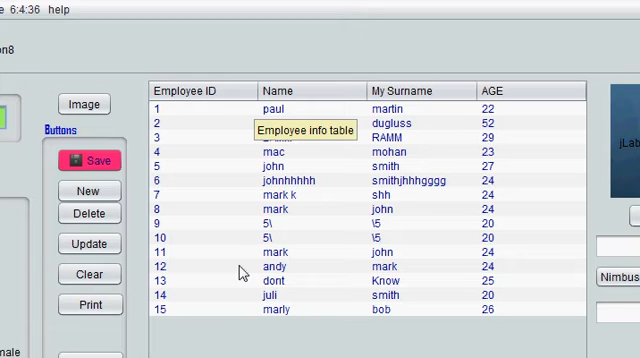 e 6:4:36 help
on8
Image
Buttons
Save
New
Delete
Update
Clear
Print
Employee ID Name My Surname AGE
1 paul martin 22
2 dugluss 52
Employee info table
3 RAMM 29
4 mac mohan 23
5 john smith 27
6 johnhhhhh smithjhhhgggg 24
7 mark k shh 24
8 mark john 24
9 5\ \5 20
10 5\ \5 20
11 mark john 24
12 andy mark 24
13 dont Know 25
14 juli smith 20
15 marly bob 26
jLab
Nimbus
male